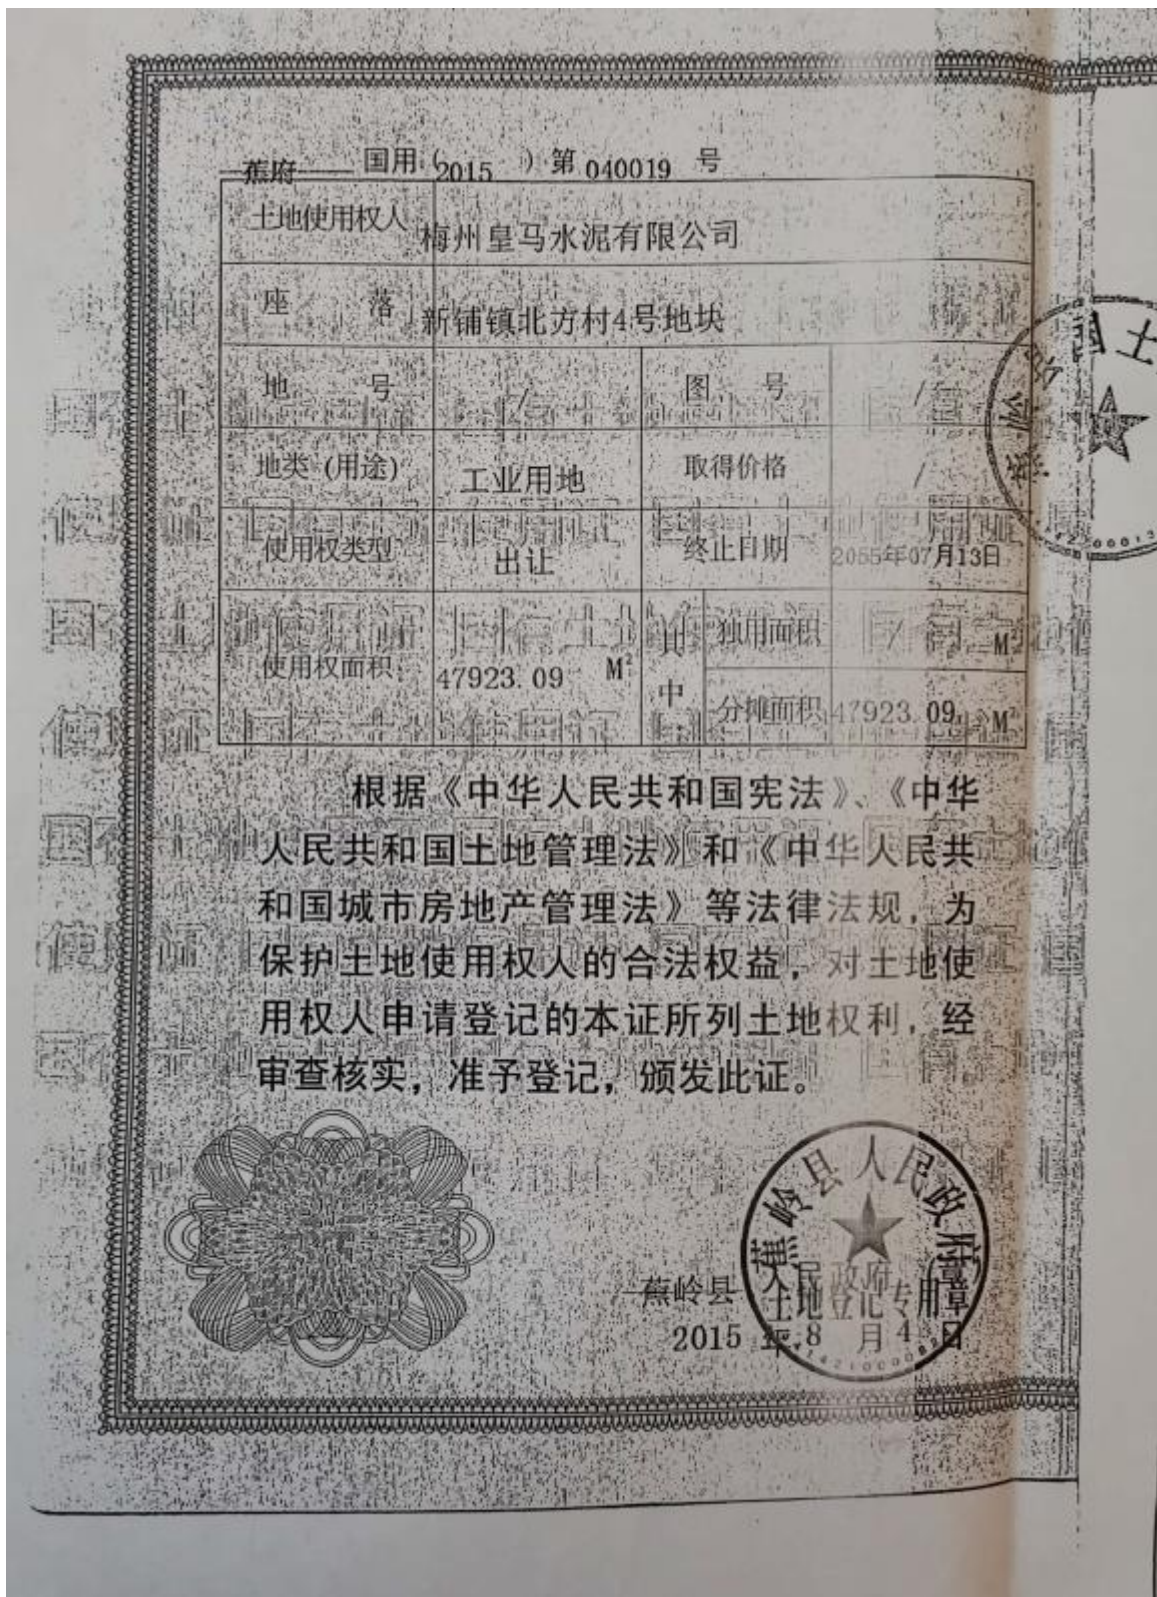 蕉府 国用（2015 ）第 040019 号
土地使用权人 梅州皇马水泥有限公司
座 落 新铺镇北方村4号地块
地 号 / 图 号 /
地类（用途） 工业用地 取得价格 /
使用权类型 出让 终止日期 2055年07月13日
使用权面积 47923.09 M² 其中 独用面积 / M²
分摊面积 47923.09 M²
根据《中华人民共和国宪法》、《中华
人民共和国土地管理法》和《中华人民共
和国城市房地产管理法》等法律法规，为
保护土地使用权人的合法权益，对土地使
用权人申请登记的本证所列土地权利，经
审查核实，准予登记，颁发此证。
蕉岭县人民政府
蕉岭县 人民政府（章）
土地登记专用章
2015 年 8 月 4 日
国土